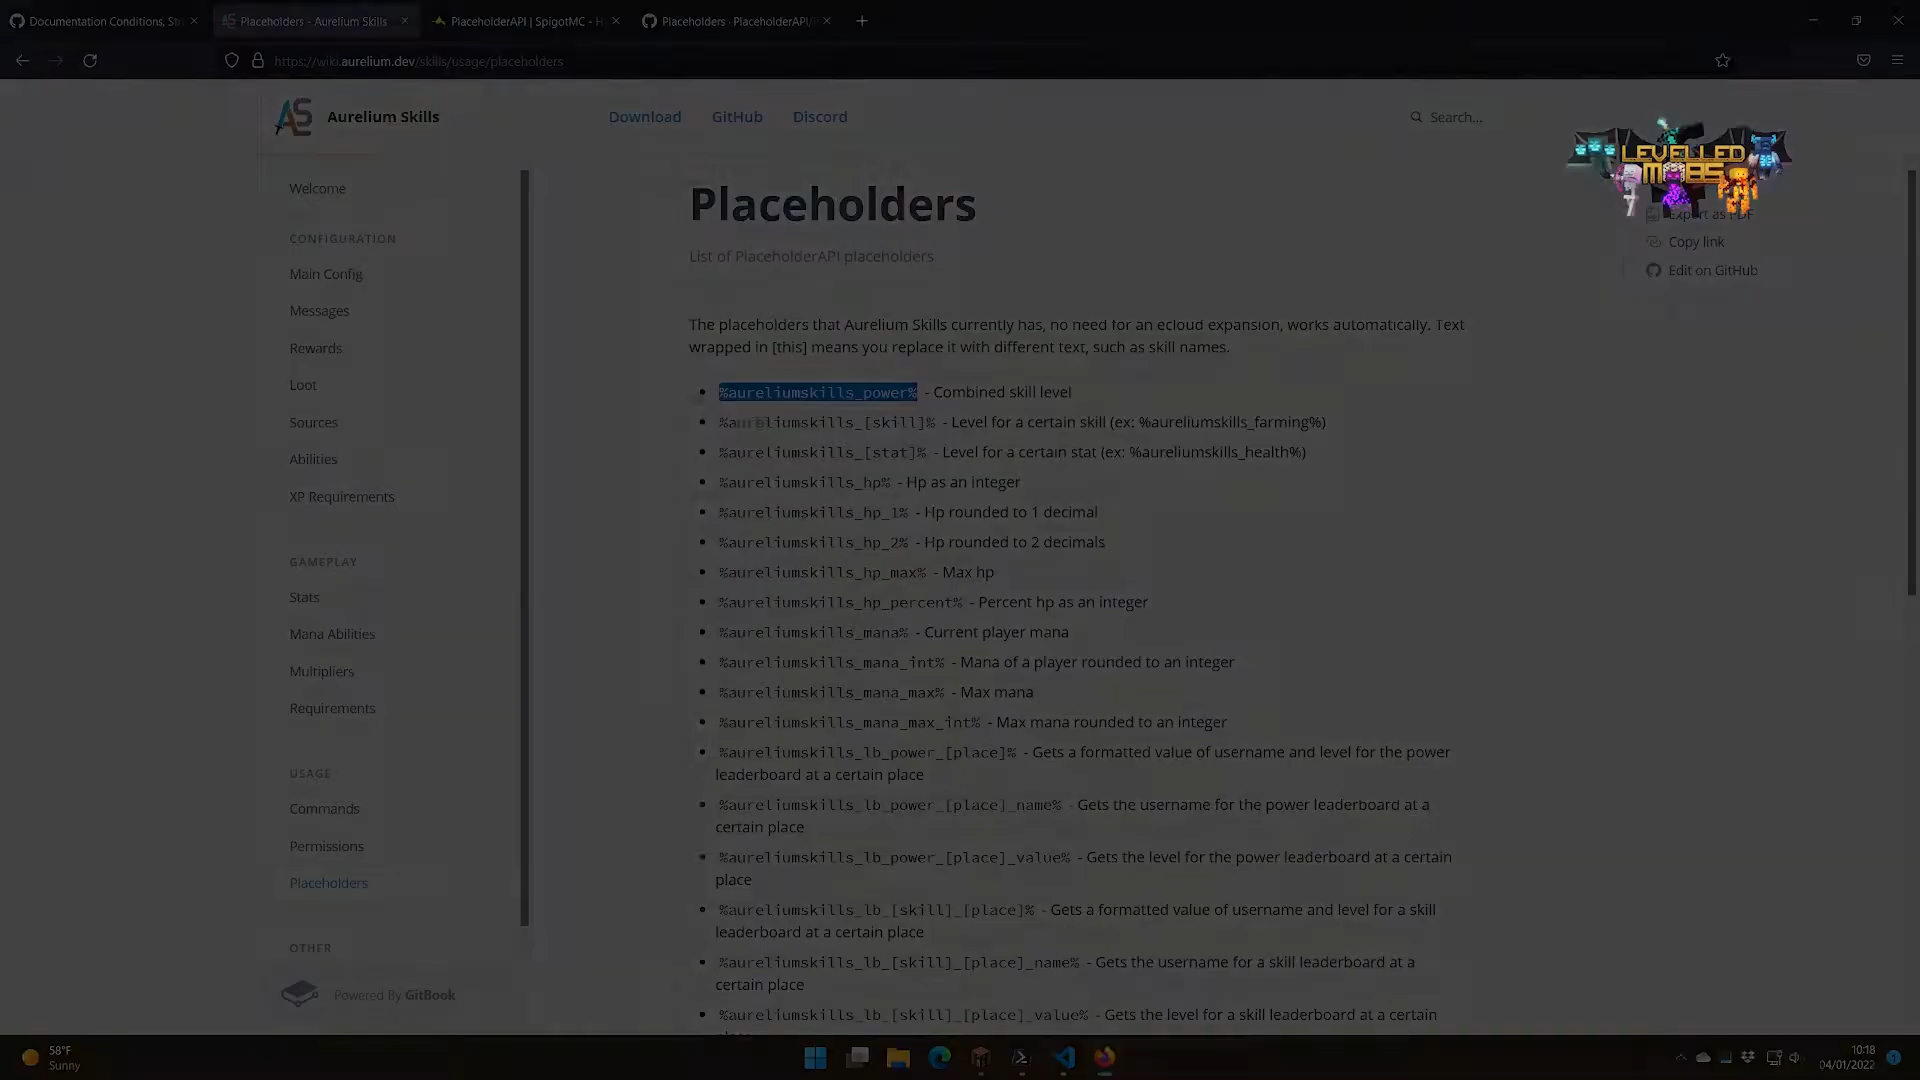 Documentation Conditions, Str
Placeholders - Aurelium Skills
PlaceholderAPI | SpigotMC - H
Placeholders · PlaceholderAPI/
https://wiki.aurelium.dev/skills/usage/placeholders
Aurelium Skills
Download
GitHub
Discord
Search...
LEVELLED
MOBS
Welcome
CONFIGURATION
Main Config
Messages
Rewards
Loot
Sources
Abilities
XP Requirements
GAMEPLAY
Stats
Mana Abilities
Multipliers
Requirements
USAGE
Commands
Permissions
Placeholders
OTHER
Powered By GitBook
Placeholders
List of PlaceholderAPI placeholders
The placeholders that Aurelium Skills currently has, no need for an ecloud expansion, works automatically. Text
wrapped in [this] means you replace it with different text, such as skill names.
• %aureliumskills_power% - Combined skill level
• %aureliumskills_[skill]% - Level for a certain skill (ex: %aureliumskills_farming%)
• %aureliumskills_[stat]% - Level for a certain stat (ex: %aureliumskills_health%)
• %aureliumskills_hp% - Hp as an integer
• %aureliumskills_hp_1% - Hp rounded to 1 decimal
• %aureliumskills_hp_2% - Hp rounded to 2 decimals
• %aureliumskills_hp_max% - Max hp
• %aureliumskills_hp_percent% - Percent hp as an integer
• %aureliumskills_mana% - Current player mana
• %aureliumskills_mana_int% - Mana of a player rounded to an integer
• %aureliumskills_mana_max% - Max mana
• %aureliumskills_mana_max_int% - Max mana rounded to an integer
• %aureliumskills_lb_power_[place]% - Gets a formatted value of username and level for the power
leaderboard at a certain place
• %aureliumskills_lb_power_[place]_name% - Gets the username for the power leaderboard at a
certain place
• %aureliumskills_lb_power_[place]_value% - Gets the level for the power leaderboard at a certain
place
• %aureliumskills_lb_[skill]_[place]% - Gets a formatted value of username and level for a skill
leaderboard at a certain place
• %aureliumskills_lb_[skill]_[place]_name% - Gets the username for a skill leaderboard at a
certain place
• %aureliumskills_lb_[skill]_[place]_value% - Gets the level for a skill leaderboard at a certain
Export as PDF
Copy link
Edit on GitHub
58°F
Sunny
10:18
04/01/2022
1